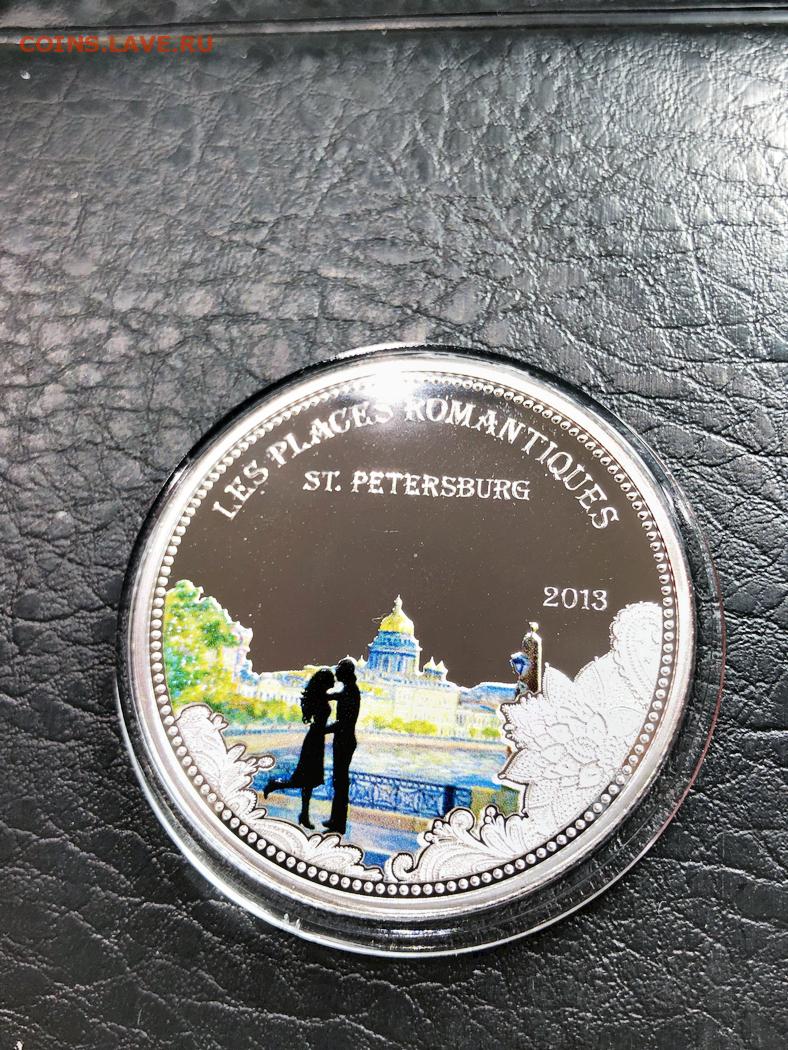 COINS.LAVE.RU
LES PLACES ROMANTIQUES
ST. PETERSBURG
2013